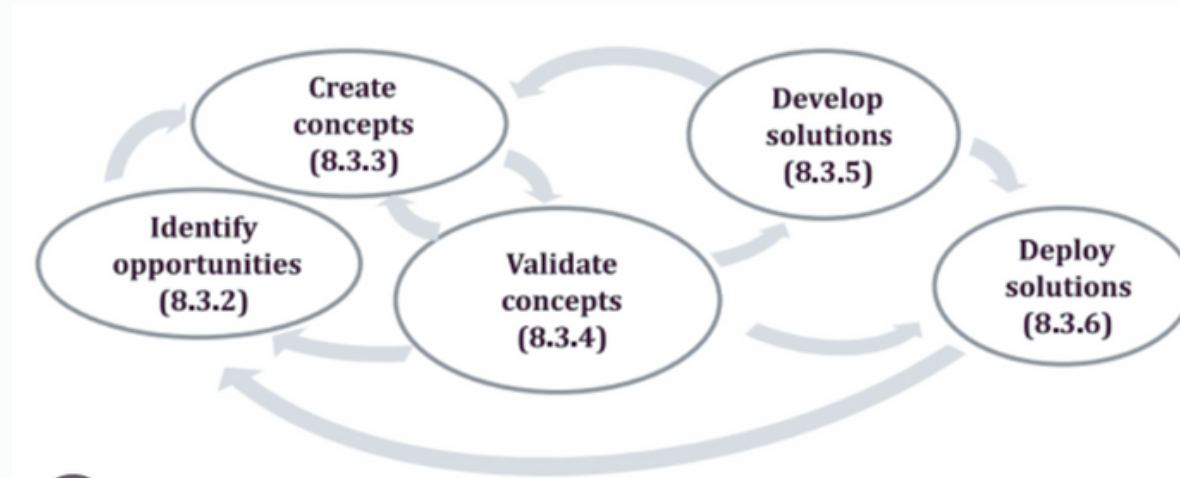 Create
concepts
(8.3.3)
Develop
solutions
(8.3.5)
Identify
opportunities
(8.3.2)
Validate
concepts
(8.3.4)
Deploy
solutions
(8.3.6)